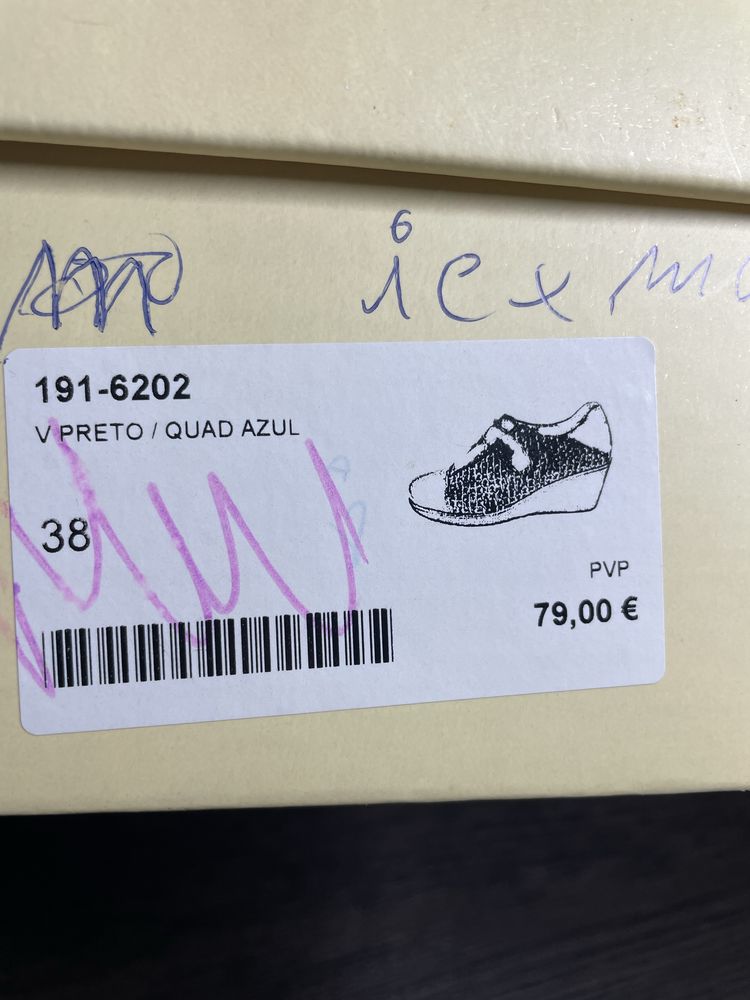 191-6202
V PRETO / QUAD AZUL
38
PVP
79,00 €